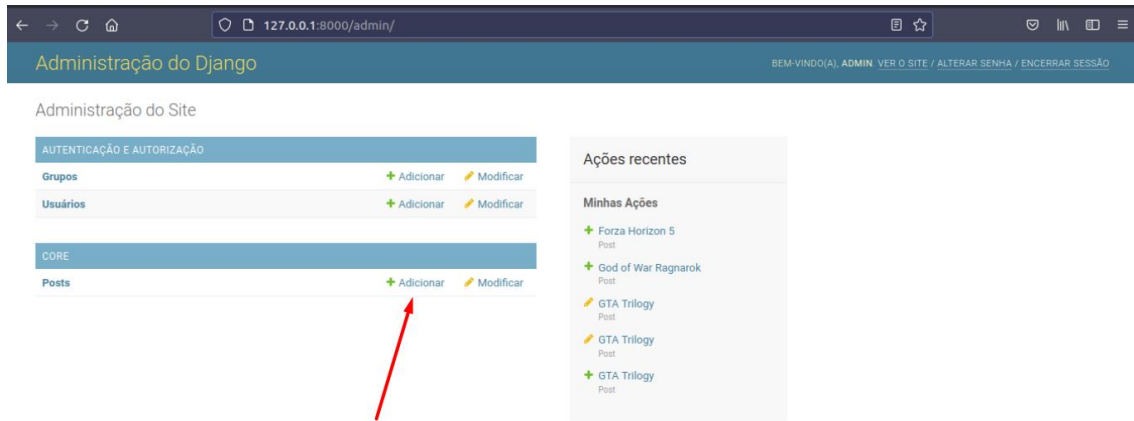 127.0.0.1:8000/admin/
Administração do Django
BEM-VINDO(A), ADMIN. VER O SITE / ALTERAR SENHA / ENCERRAR SESSÃO
Administração do Site
AUTENTICAÇÃO E AUTORIZAÇÃO
Grupos + Adicionar Modificar
Usuários + Adicionar Modificar
CORE
Posts + Adicionar Modificar
Ações recentes
Minhas Ações
+ Forza Horizon 5
Post
+ God of War Ragnarok
Post
GTA Trilogy
Post
GTA Trilogy
Post
+ GTA Trilogy
Post